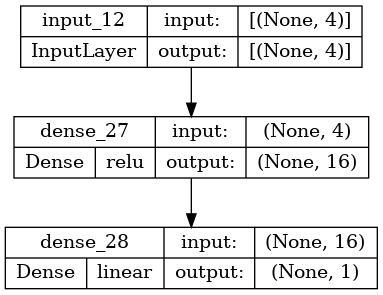 input_12 input: [(None, 4)]
InputLayer output: [(None, 4)]
dense_27 input: (None, 4)
Dense relu output: (None, 16)
dense_28 input: (None, 16)
Dense linear output: (None, 1)